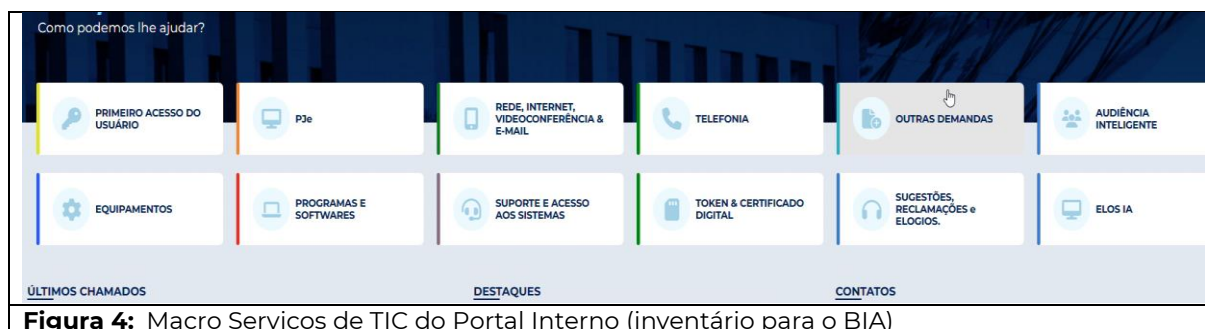 Como podemos lhe ajudar?
PRIMEIRO ACESSO DO
USUÁRIO
PJe
REDE, INTERNET,
VIDEOCONFERÊNCIA &
E-MAIL
TELEFONIA
OUTRAS DEMANDAS
AUDIÊNCIA
INTELIGENTE
EQUIPAMENTOS
PROGRAMAS E
SOFTWARES
SUPORTE E ACESSO
AOS SISTEMAS
TOKEN & CERTIFICADO
DIGITAL
SUGESTÕES,
RECLAMAÇÕES e
ELOGIOS.
ELOS IA
ÚLTIMOS CHAMADOS
DESTAQUES
CONTATOS
Figura 4: Macro Serviços de TIC do Portal Interno (inventário para o BIA)